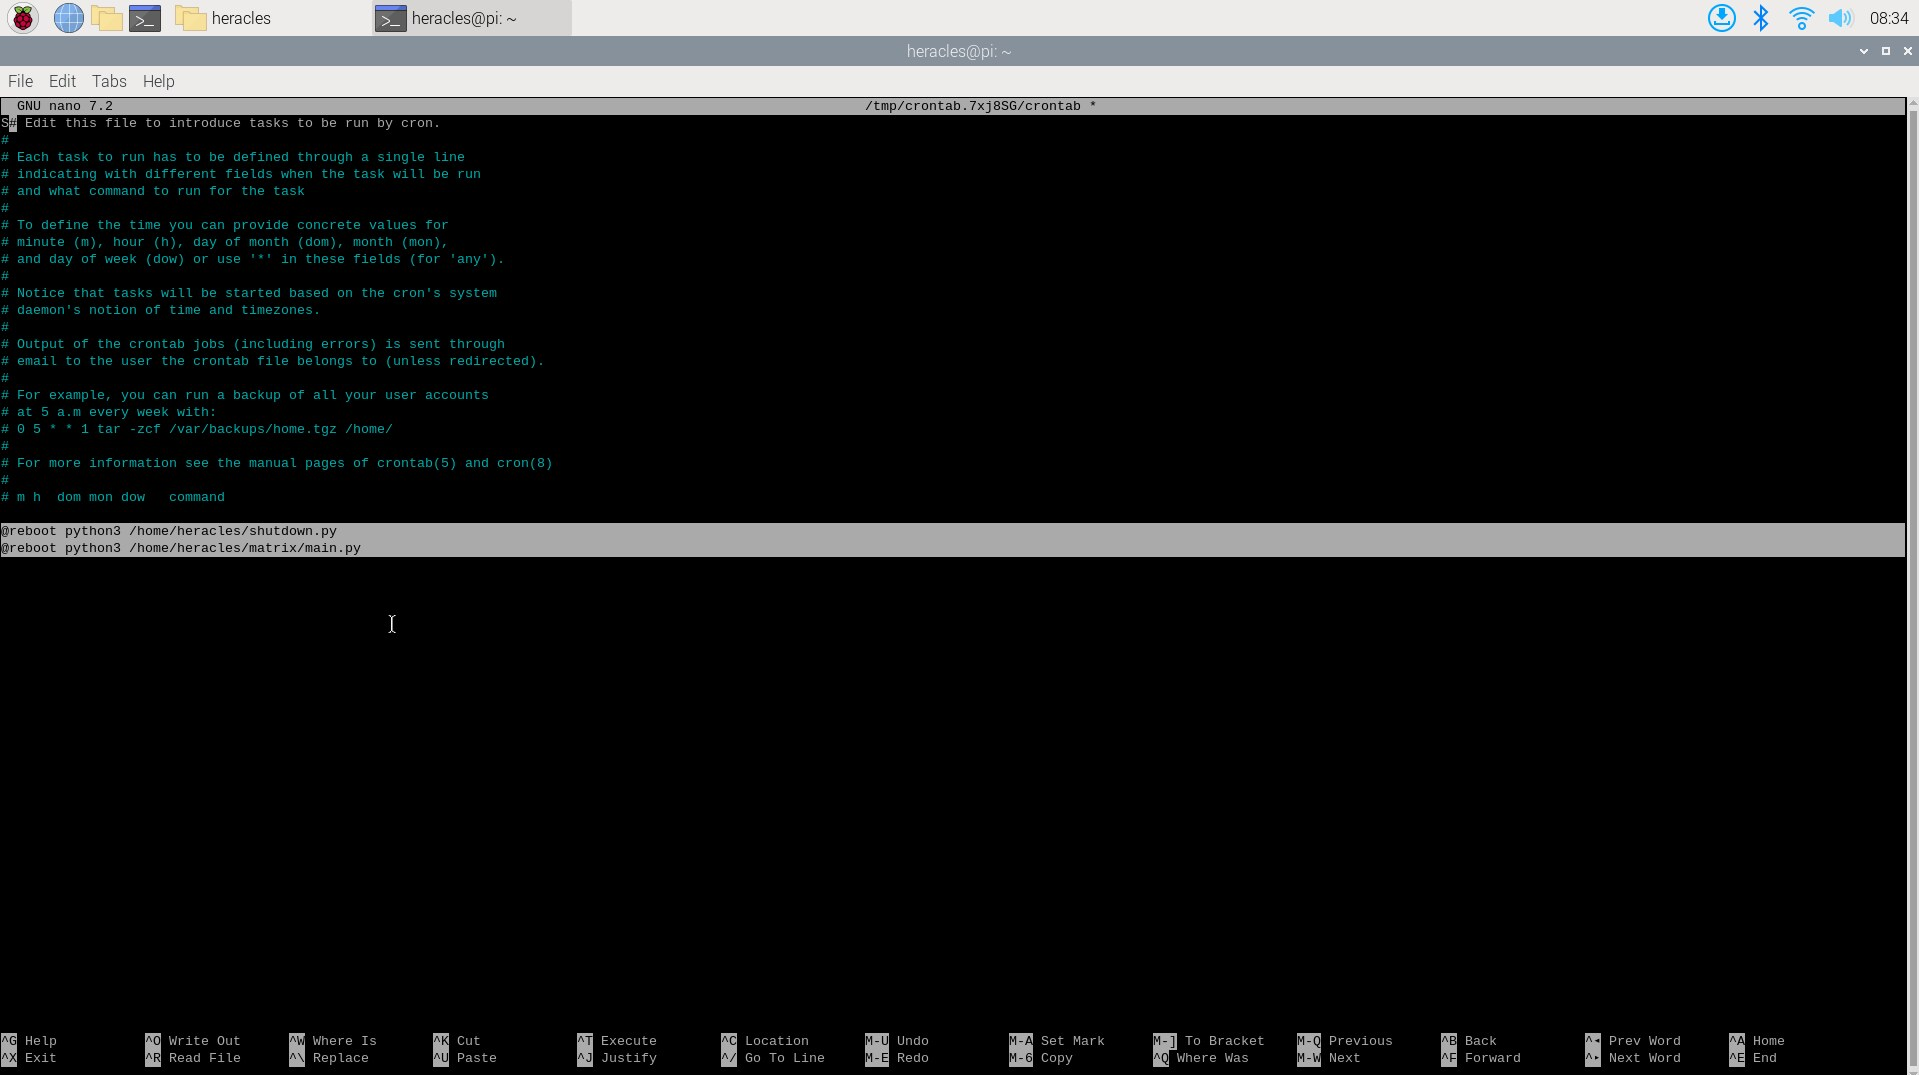 heracles heracles@pi: ~ 08:34
heracles@pi: ~
File Edit Tabs Help
GNU nano 7.2 /tmp/crontab.7xj8SG/crontab *
S# Edit this file to introduce tasks to be run by cron.
#
# Each task to run has to be defined through a single line
# indicating with different fields when the task will be run
# and what command to run for the task
#
# To define the time you can provide concrete values for
# minute (m), hour (h), day of month (dom), month (mon),
# and day of week (dow) or use '*' in these fields (for 'any').
#
# Notice that tasks will be started based on the cron's system
# daemon's notion of time and timezones.
#
# Output of the crontab jobs (including errors) is sent through
# email to the user the crontab file belongs to (unless redirected).
#
# For example, you can run a backup of all your user accounts
# at 5 a.m every week with:
# 0 5 * * 1 tar -zcf /var/backups/home.tgz /home/
#
# For more information see the manual pages of crontab(5) and cron(8)
#
# m h  dom mon dow   command
@reboot python3 /home/heracles/shutdown.py
@reboot python3 /home/heracles/matrix/main.py
^G Help ^O Write Out ^W Where Is ^K Cut ^T Execute ^C Location M-U Undo M-A Set Mark M-] To Bracket M-Q Previous ^B Back ^◂ Prev Word ^A Home
^X Exit ^R Read File ^\ Replace ^U Paste ^J Justify ^/ Go To Line M-E Redo M-6 Copy ^Q Where Was M-W Next ^F Forward ^▸ Next Word ^E End